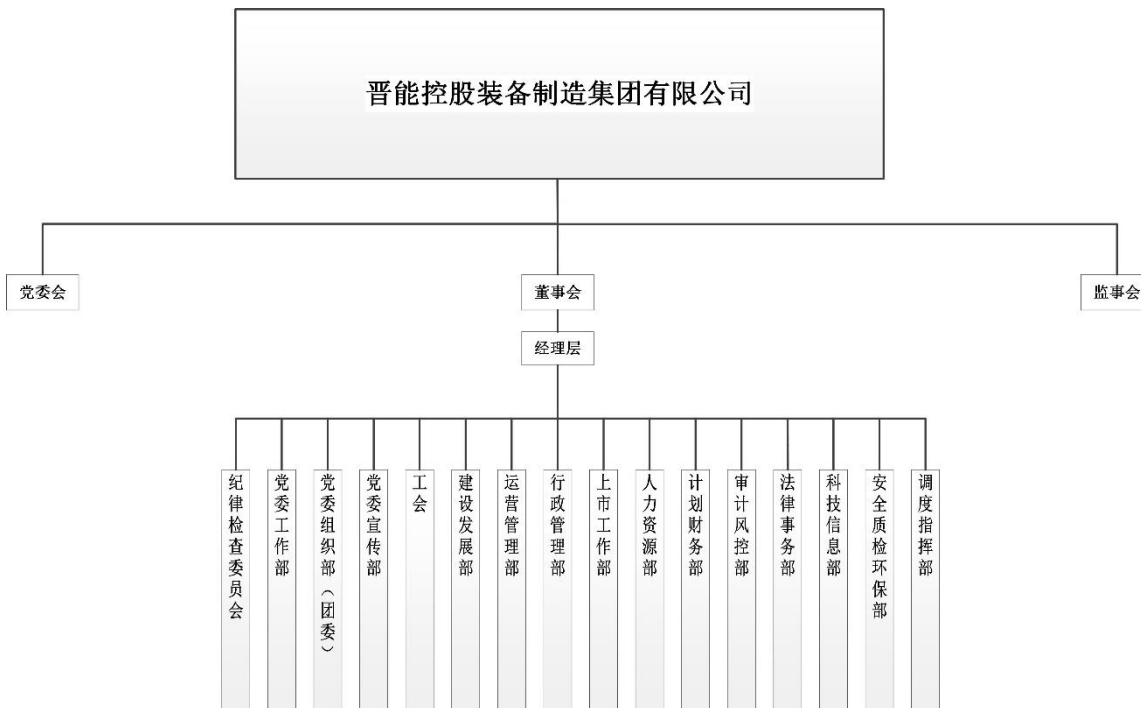 晋能控股装备制造集团有限公司
党委会
董事会
监事会
经理层
纪律检查委员会
党委工作部
党委组织部（团委）
党委宣传部
工会
建设发展部
运营管理部
行政管理部
上市工作部
人力资源部
计划财务部
审计风控部
法律事务部
科技信息部
安全质检环保部
调度指挥部